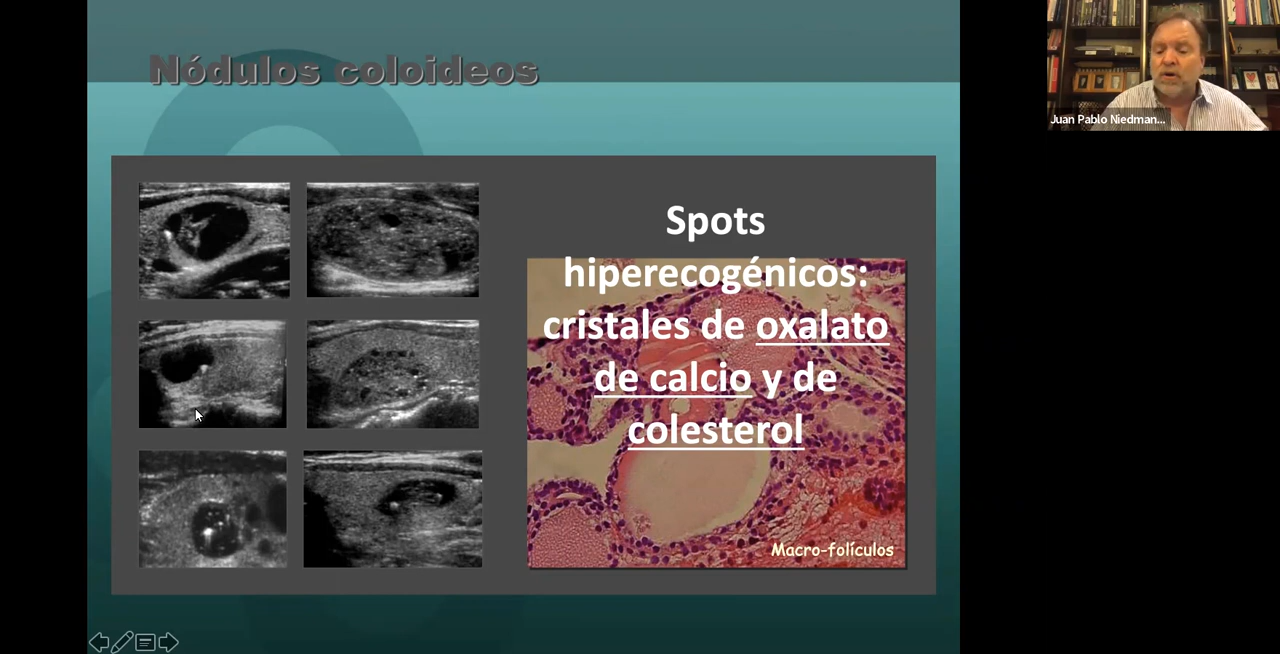 Nódulos coloideos
Juan Pablo Niedman...
Spots
hiperecogénicos:
cristales de oxalato
de calcio y de
colesterol
Macro-folículos